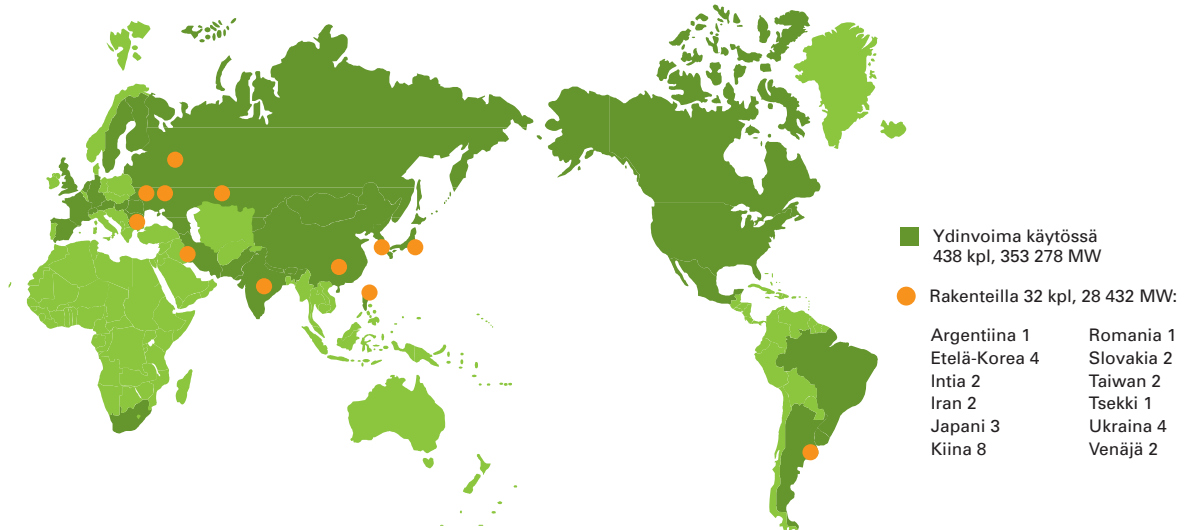 Ydinvoima käytössä
438 kpl, 353 278 MW
Rakenteilla 32 kpl, 28 432 MW:
Argentiina 1
Etelä-Korea 4
Intia 2
Iran 2
Japani 3
Kiina 8
Romania 1
Slovakia 2
Taiwan 2
Tsekki 1
Ukraina 4
Venäjä 2